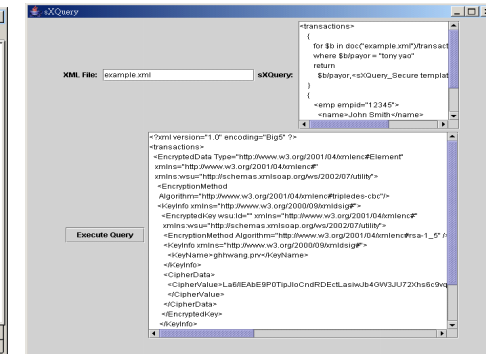 sXQuery
<transactions>
{
for $b in doc("example.xml")/transact
where $b/payor = "tony yao"
return
$b/payor,<sXQuery_Secure templat
}
{
<emp empid="12345">
<name>John Smith</name>
XML File: example.xml sXQuery:
<?xml version="1.0" encoding="Big5" ?>
<transactions>
<EncryptedData Type="http://www.w3.org/2001/04/xmlenc#Element"
xmlns="http://www.w3.org/2001/04/xmlenc#"
xmlns:wsu="http://schemas.xmlsoap.org/ws/2002/07/utility">
<EncryptionMethod
Algorithm="http://www.w3.org/2001/04/xmlenc#tripledes-cbc"/>
<KeyInfo xmlns="http://www.w3.org/2000/09/xmldsig#">
<EncryptedKey wsu:Id="" xmlns="http://www.w3.org/2001/04/xmlenc#"
xmlns:wsu="http://schemas.xmlsoap.org/ws/2002/07/utility">
<EncryptionMethod Algorithm="http://www.w3.org/2001/04/xmlenc#rsa-1_5" /
<KeyInfo xmlns="http://www.w3.org/2000/09/xmldsig#">
<KeyName>ghhwang.prv</KeyName>
</KeyInfo>
<CipherData>
<CipherValue>
</CipherValue>
</CipherData>
</EncryptedKey>
</KeyInfo>
Execute Query